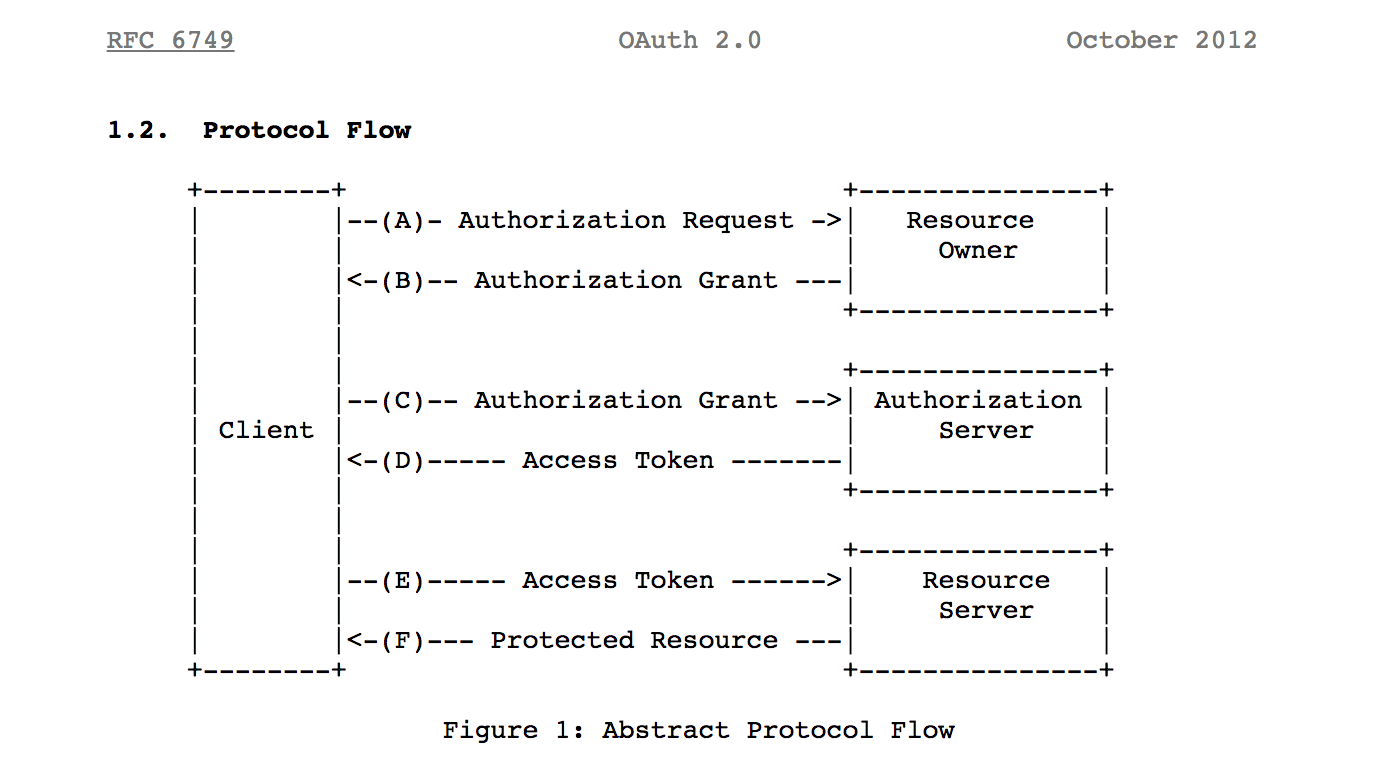 RFC 6749 OAuth 2.0 October 2012
1.2. Protocol Flow
+--------+                               +---------------+
|        |--(A)- Authorization Request ->|   Resource    |
|        |                               |     Owner     |
|        |<-(B)-- Authorization Grant ---|               |
|        |                               +---------------+
|        |
|        |                               +---------------+
|        |--(C)-- Authorization Grant -->| Authorization |
| Client |                               |     Server    |
|        |<-(D)----- Access Token -------|               |
|        |                               +---------------+
|        |
|        |                               +---------------+
|        |--(E)----- Access Token ------>|    Resource   |
|        |                               |     Server    |
|        |<-(F)--- Protected Resource ---|               |
+--------+                               +---------------+
Figure 1: Abstract Protocol Flow